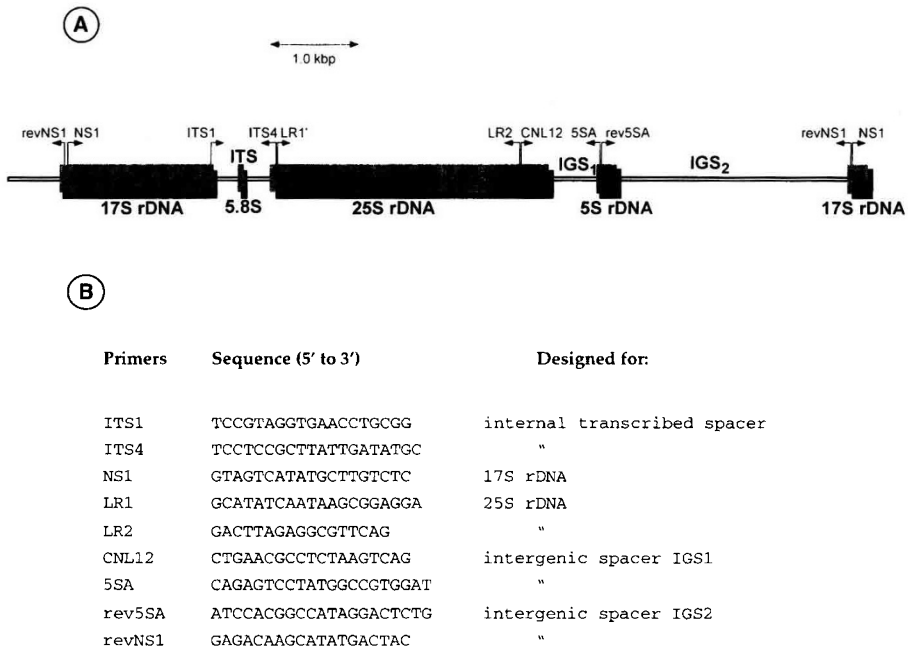 A
1.0 kbp
revNS1 NS1 ITS1 ITS4 LR1' LR2 CNL12 5SA rev5SA revNS1 NS1
ITS IGS1 IGS2
17S rDNA 5.8S 25S rDNA 5S rDNA 17S rDNA
B
Primers Sequence (5' to 3') Designed for:
ITS1 TCCGTAGGTGAACCTGCGG internal transcribed spacer
ITS4 TCCTCCGCTTATTGATATGC "
NS1 GTAGTCATATGCTTGTCTC 17S rDNA
LR1 GCATATCAATAAGCGGAGGA 25S rDNA
LR2 GACTTAGAGGCGTTCAG "
CNL12 CTGAACGCCTCTAAGTCAG intergenic spacer IGS1
5SA CAGAGTCCTATGGCCGTGGAT "
rev5SA ATCCACGGCCATAGGACTCTG intergenic spacer IGS2
revNS1 GAGACAAGCATATGACTAC "